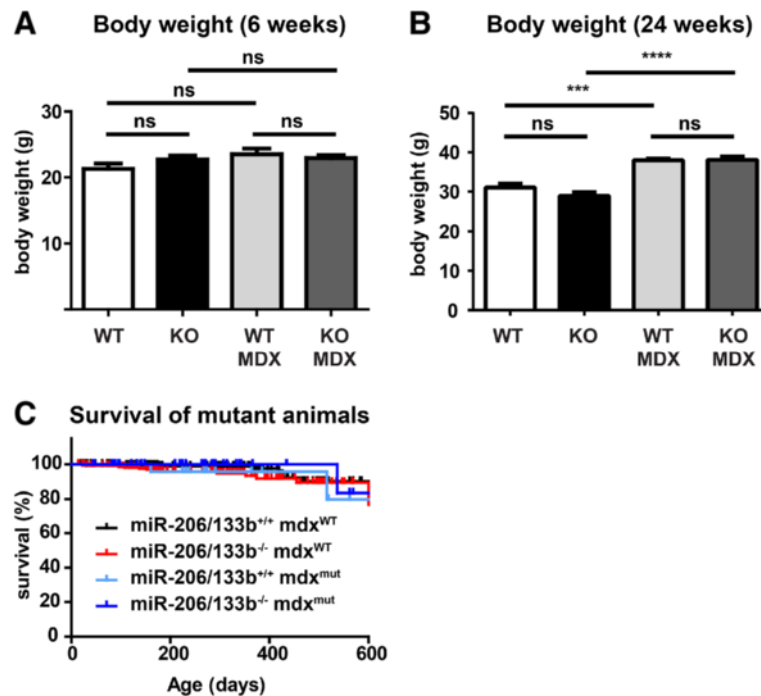 A Body weight (6 weeks)
ns
ns
ns
ns
body weight (g)
30
20
10
WT
KO
WT
MDX
KO
MDX
B Body weight (24 weeks)
****
***
ns
ns
body weight (g)
50
40
30
20
10
0
WT
KO
WT
MDX
KO
MDX
C Survival of mutant animals
survival (%)
100
80
60
40
20
0
miR-206/133b+/+ mdxWT
miR-206/133b-/- mdxWT
miR-206/133b+/+ mdxmut
miR-206/133b-/- mdxmut
0
200
400
600
Age (days)